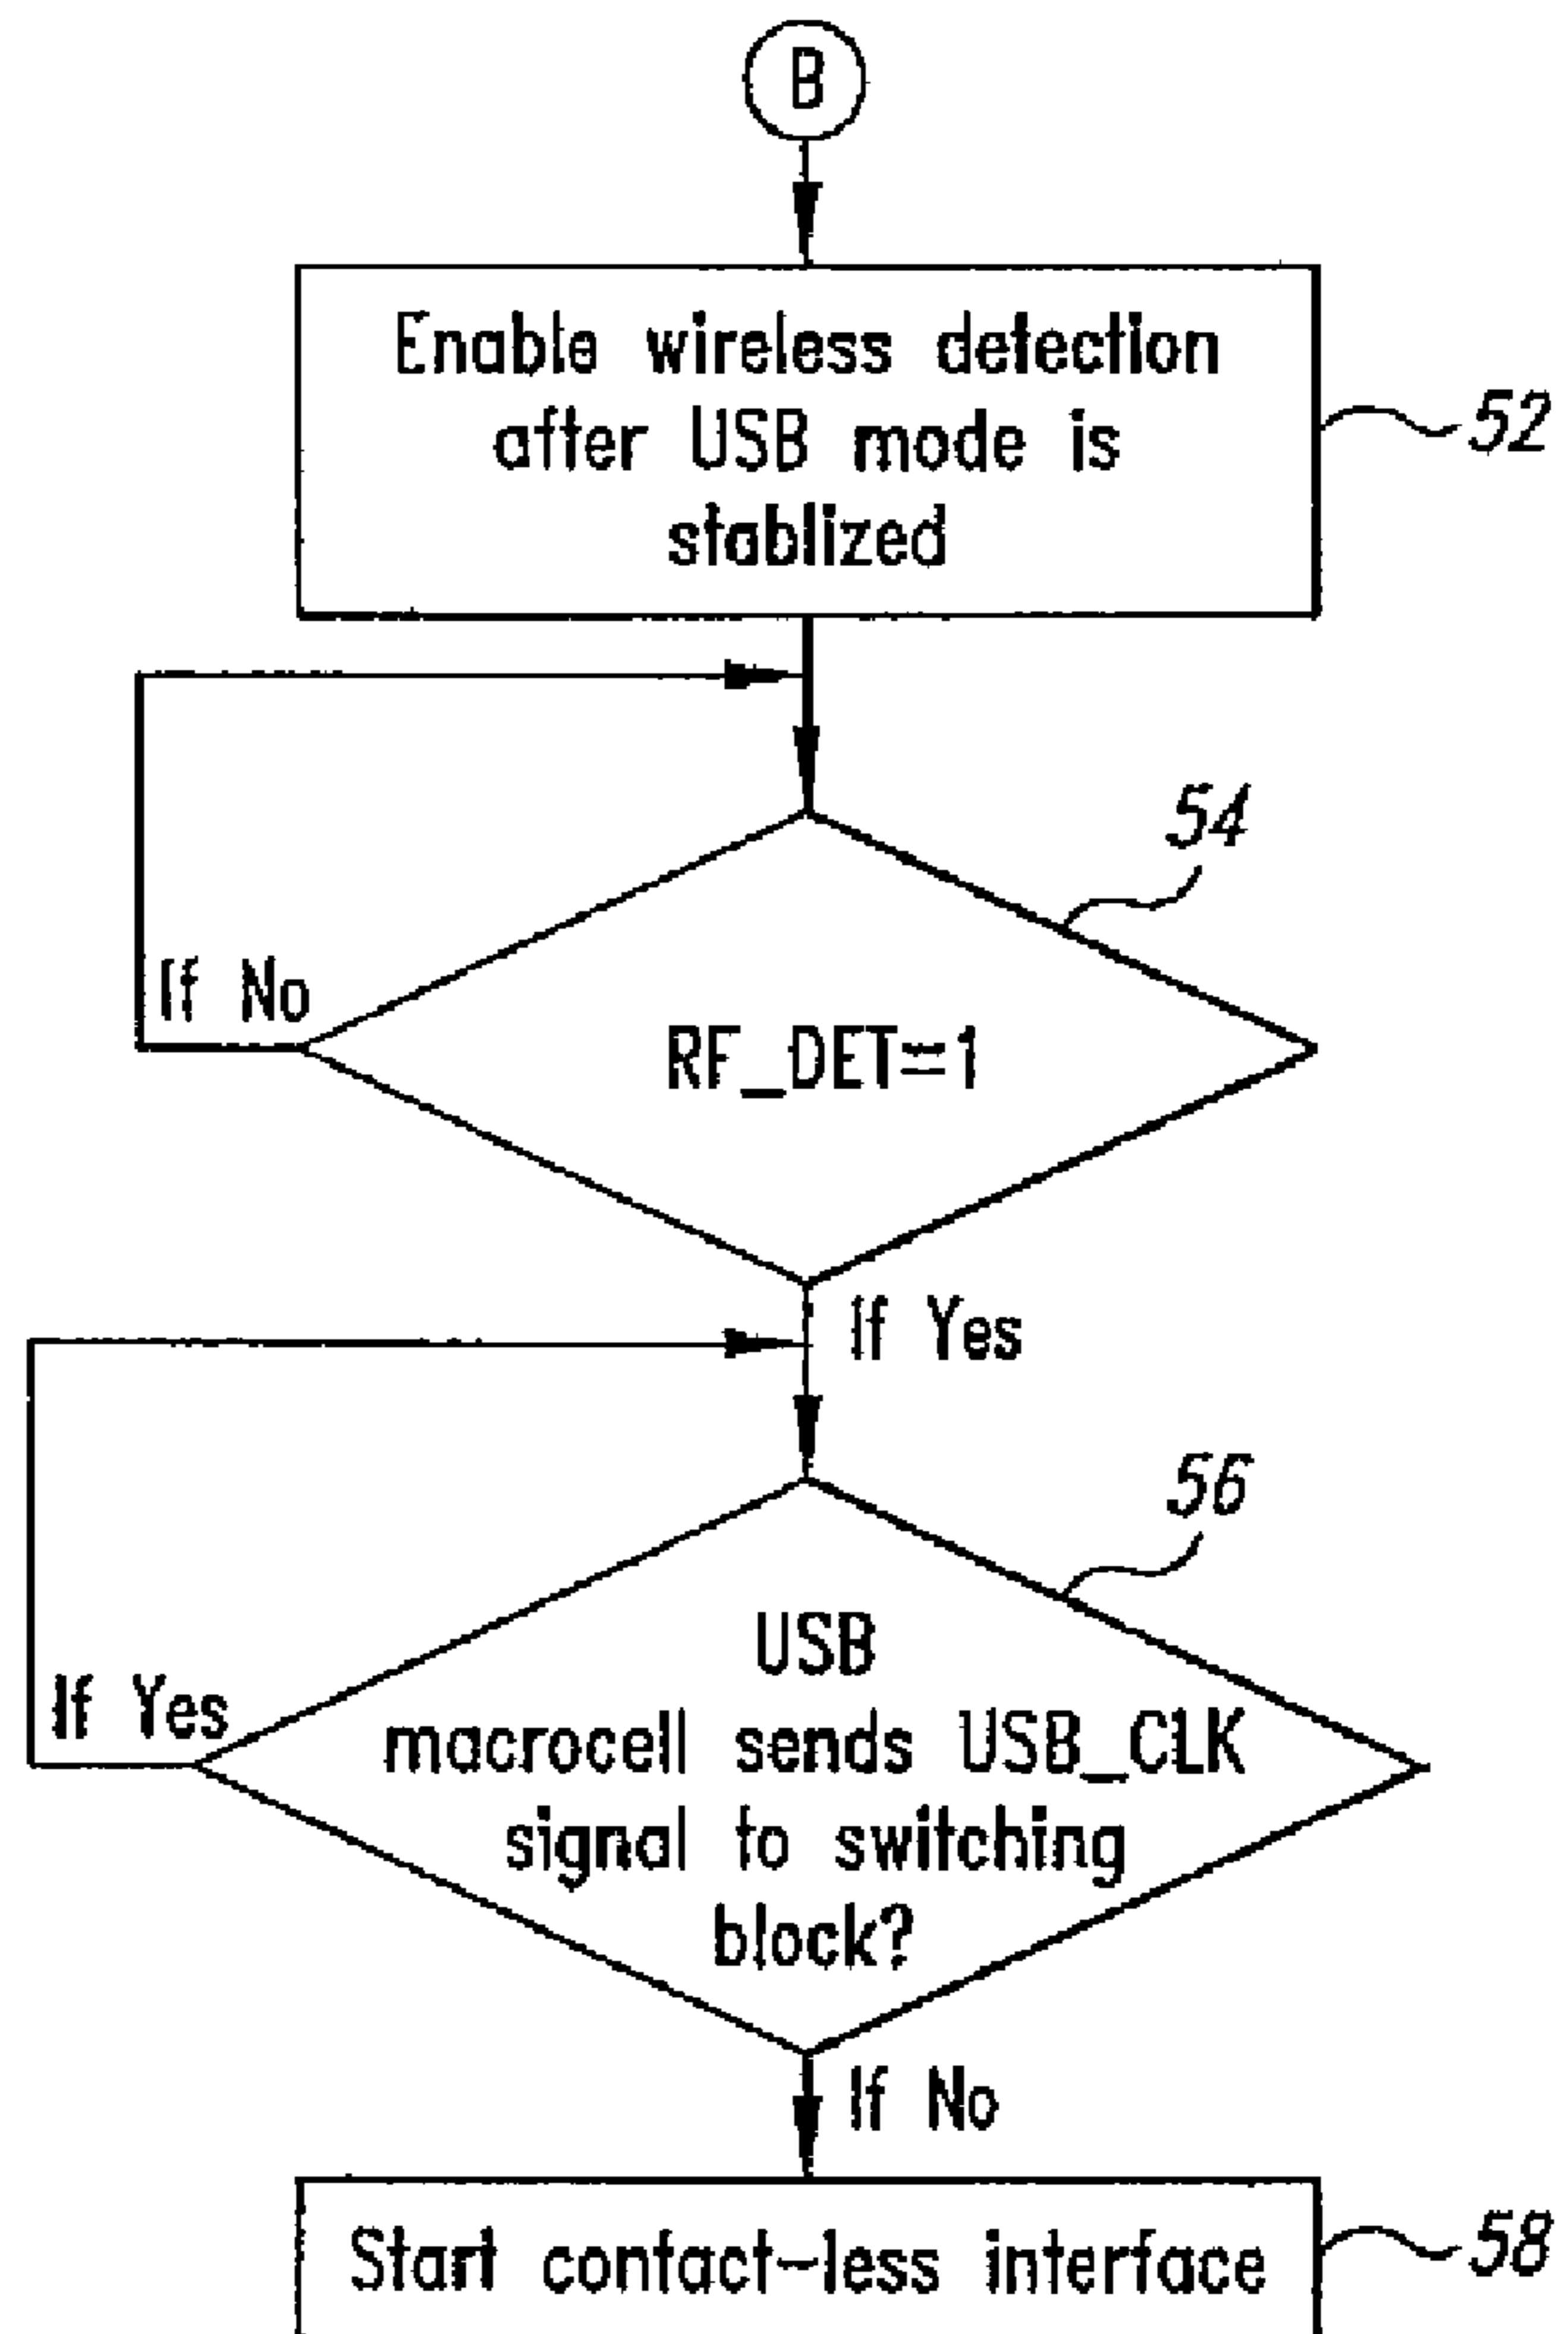 B
Enable wireless detection
after USB mode is
stablized
52
54
If No
RF_DET=1
If Yes
56
USB
If Yes
macrocell sends USB_CLK
signal to switching
block?
If No
Start contact-less interface
58